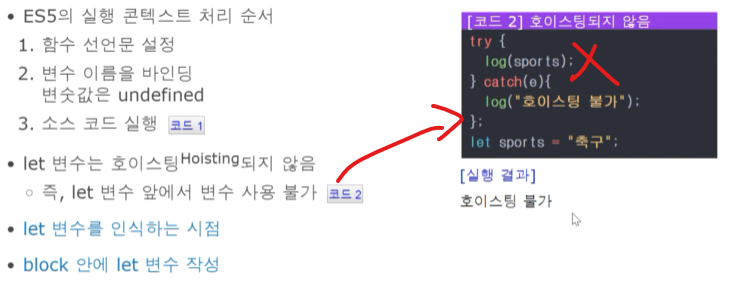 • ES5의 실행 콘텍스트 처리 순서
1. 함수 선언문 설정
2. 변수 이름을 바인딩
변숫값은 undefined
3. 소스 코드 실행 코드 1
• let 변수는 호이스팅Hoisting되지 않음
○ 즉, let 변수 앞에서 변수 사용 불가 코드 2
• let 변수를 인식하는 시점
• block 안에 let 변수 작성
[코드 2] 호이스팅되지 않음
try {
log(sports);
} catch(e){
log("호이스팅 불가");
};
let sports = "축구";
[실행 결과]
호이스팅 불가